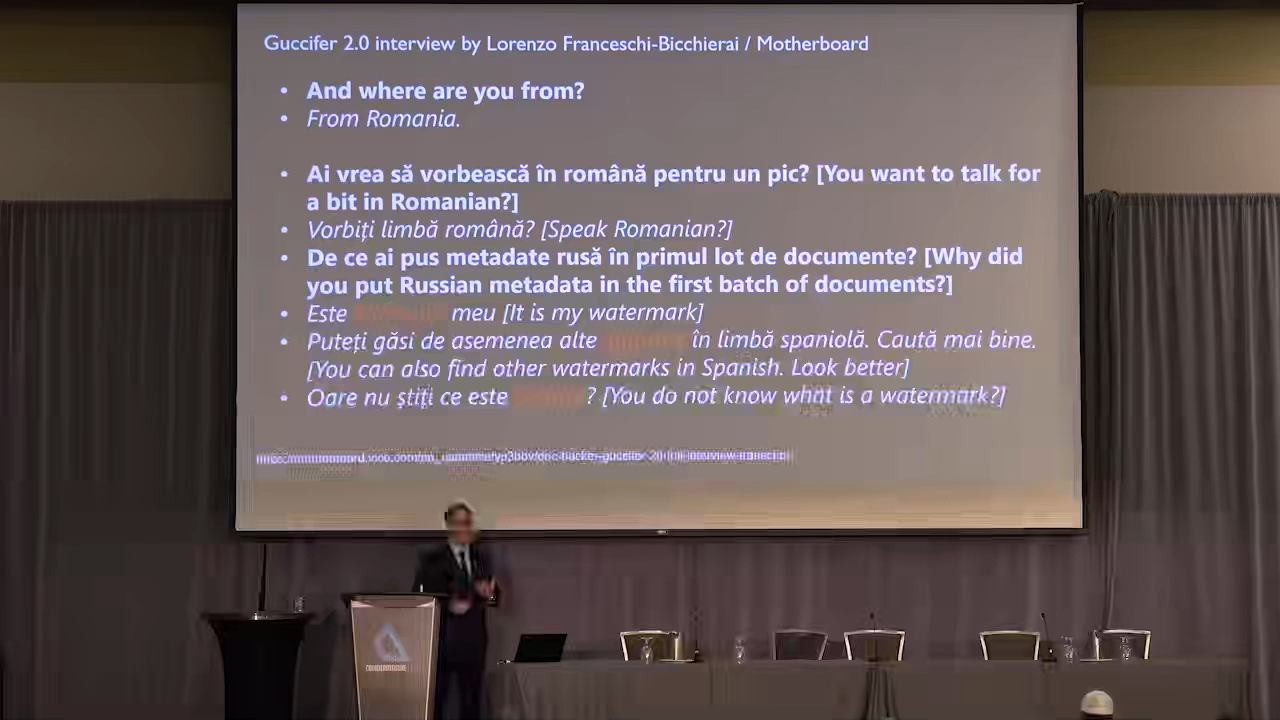 Guccifer 2.0 interview by Lorenzo Franceschi-Bicchierai / Motherboard
• And where are you from?
• From Romania.
• Ai vrea să vorbească în română pentru un pic? [You want to talk for
a bit in Romanian?]
• Vorbiți limbă română? [Speak Romanian?]
• De ce ai pus metadate rusă în primul lot de documente? [Why did
you put Russian metadata in the first batch of documents?]
• Este meu [It is my watermark]
• Puteți găsi de asemenea alte în limbă spaniolă. Caută mai bine.
[You can also find other watermarks in Spanish. Look better]
• Oare nu știți ce este ? [You do not know what is a watermark?]